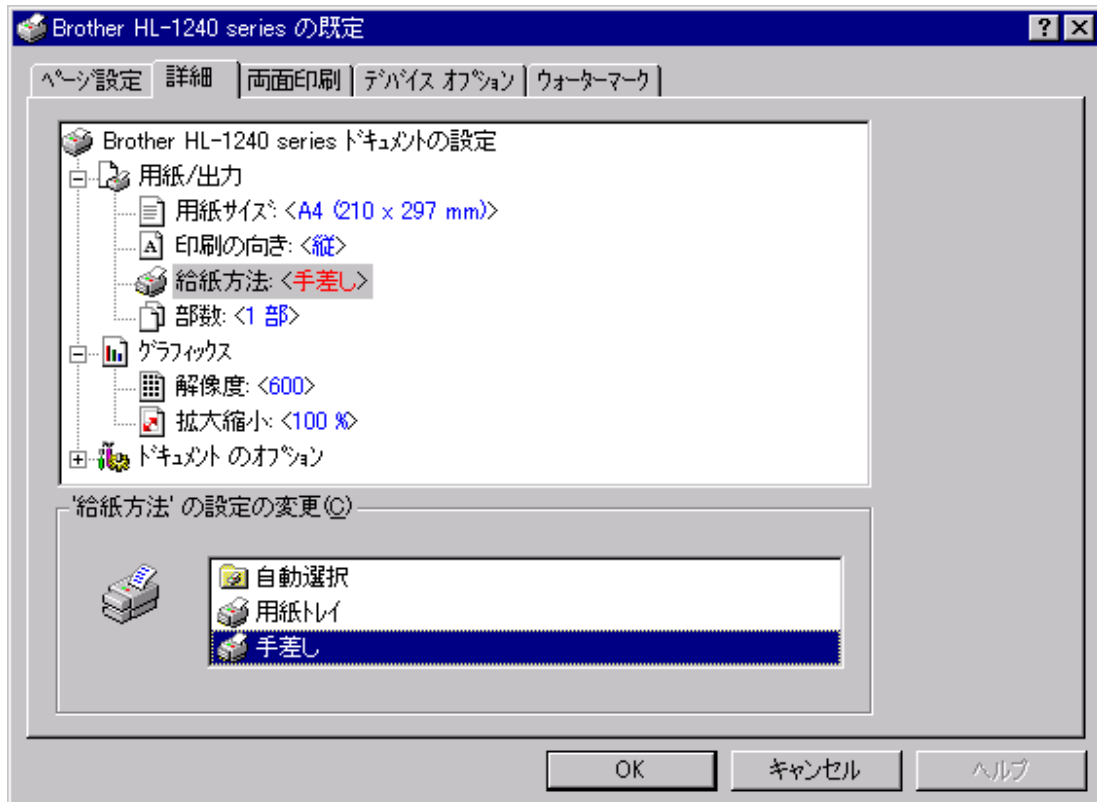 Brother HL-1240 series の既定
ﾍﾟｰｼﾞ設定 詳細 両面印刷 ﾃﾞﾊﾞｲｽ ｵﾌﾟｼｮﾝ ｳｫｰﾀｰﾏｰｸ
Brother HL-1240 series ﾄﾞｷｭﾒﾝﾄの設定
用紙/出力
用紙ｻｲｽﾞ: <A4 (210 x 297 mm)>
印刷の向き: <縦>
給紙方法: <手差し>
部数: <1 部>
ｸﾞﾗﾌｨｯｸｽ
解像度: <600>
拡大縮小: <100 %>
ﾄﾞｷｭﾒﾝﾄ のｵﾌﾟｼｮﾝ
'給紙方法' の設定の変更(C)
自動選択
用紙ﾄﾚｲ
手差し
OK キャンセル ヘルプ